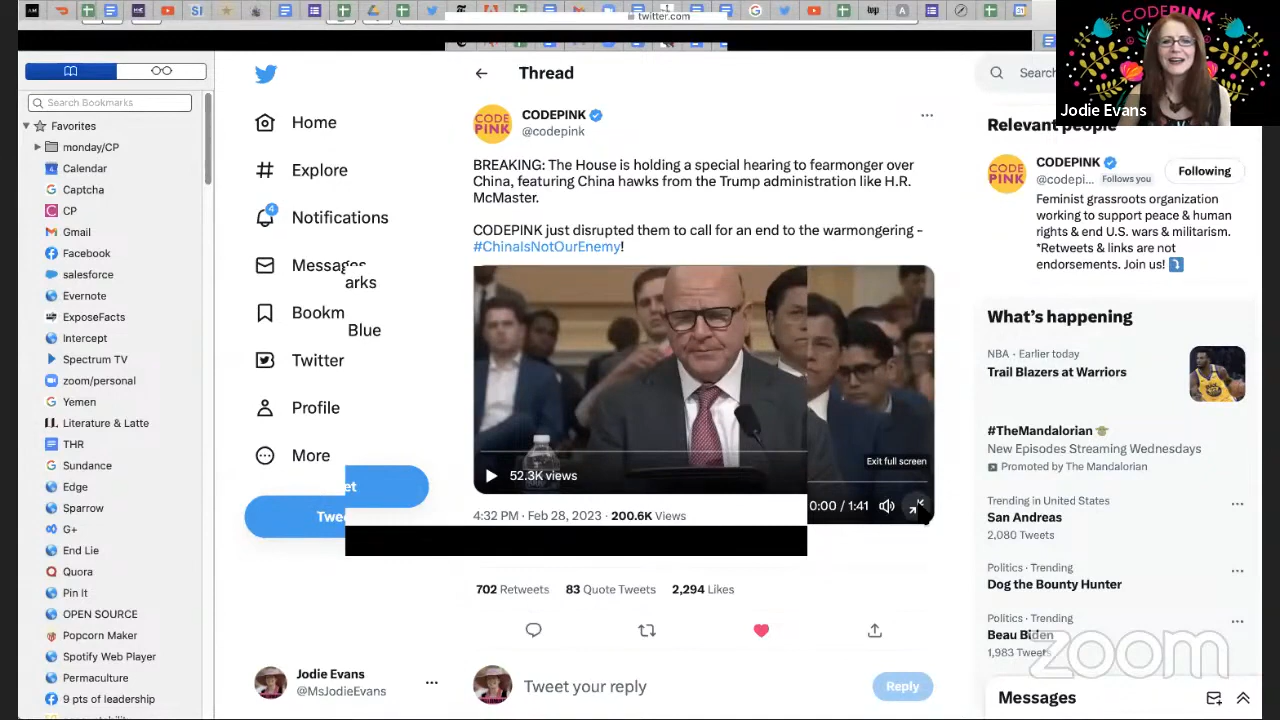 twitter.com
Search Bookmarks
Favorites
monday/CP
Calendar
Captcha
CP
Gmail
Facebook
salesforce
Evernote
ExposeFacts
Intercept
Spectrum TV
zoom/personal
Yemen
Literature & Latte
THR
Sundance
Edge
Sparrow
G+
End Lie
Quora
Pin It
OPEN SOURCE
Popcorn Maker
Spotify Web Player
Permaculture
9 pts of leadership
Home
Explore
4
Notifications
Messages
arks
Bookm
Blue
Twitter
Profile
More
et
Twee
Jodie Evans
@MsJodieEvans
Thread
CODE PINK
CODEPINK
@codepink
BREAKING: The House is holding a special hearing to fearmonger over
China, featuring China hawks from the Trump administration like H.R.
McMaster.
CODEPINK just disrupted them to call for an end to the warmongering -
#ChinaIsNotOurEnemy!
Exit full screen
52.3K views
0:00 / 1:41
4:32 PM · Feb 28, 2023 · 200.6K Views
702 Retweets 83 Quote Tweets 2,294 Likes
Tweet your reply
Reply
CODEPINK
Jodie Evans
Search
Relevant people
CODE PINK
CODEPINK
@codepi... Follows you
Following
Feminist grassroots organization
working to support peace & human
rights & end U.S. wars & militarism.
*Retweets & links are not
endorsements. Join us!
What's happening
NBA · Earlier today
Trail Blazers at Warriors
#TheMandalorian
New Episodes Streaming Wednesdays
Promoted by The Mandalorian
Trending in United States
San Andreas
2,080 Tweets
Politics · Trending
Dog the Bounty Hunter
Politics · Trending
Beau Biden
1,983 Tweets
zoom
Messages